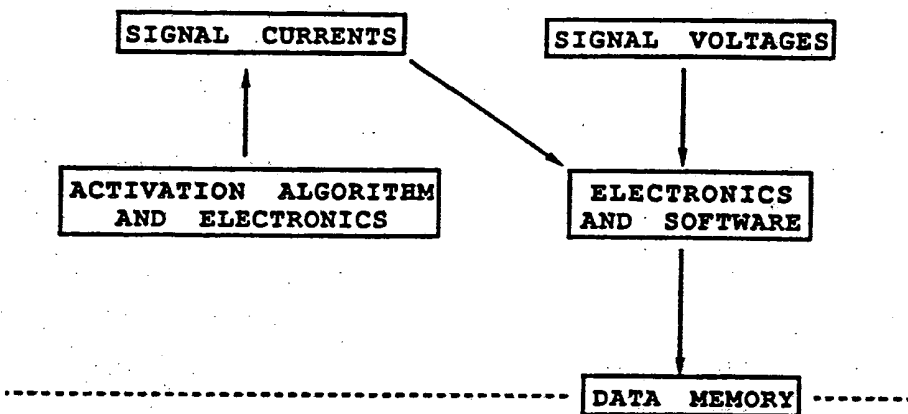 SIGNAL CURRENTS
SIGNAL VOLTAGES
ACTIVATION ALGORITHM
AND ELECTRONICS
ELECTRONICS
AND SOFTWARE
DATA MEMORY